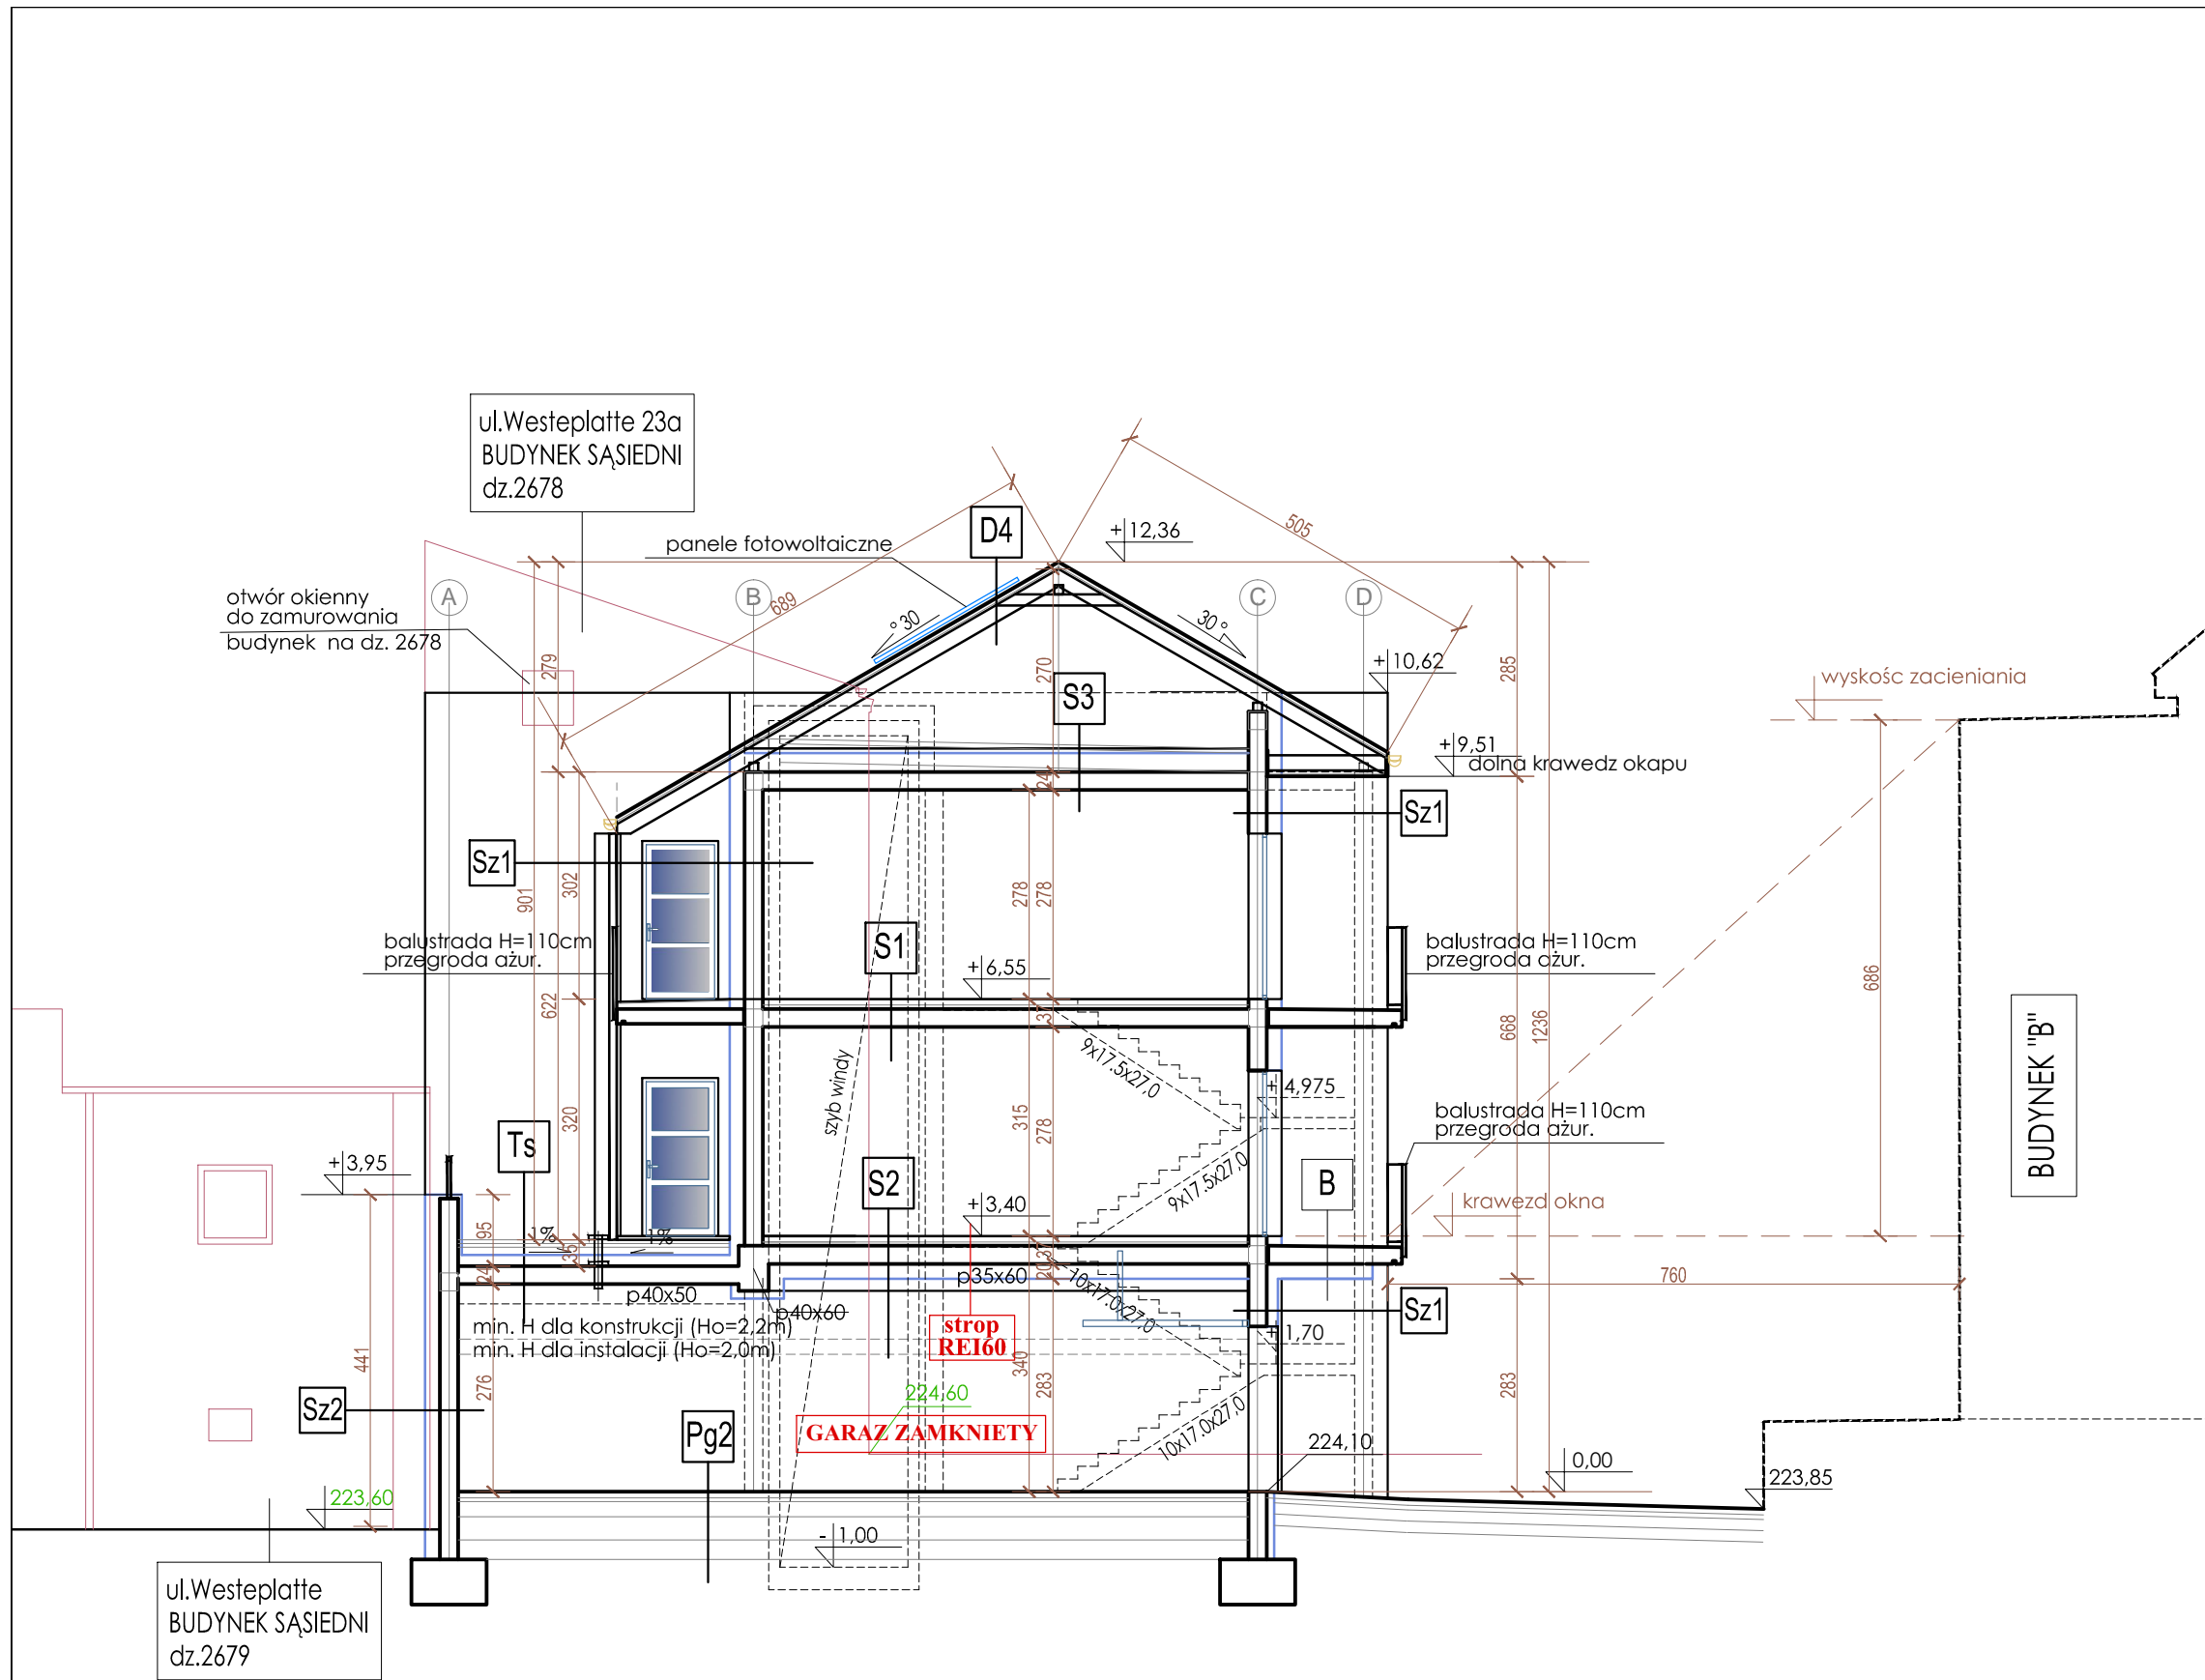 ul.Westeplatte 23a
BUDYNEK SĄSIEDNI
dz.2678
panele fotowoltaiczne
D4
+12,36
505
689
otwór okienny
do zamurowania
budynek na dz. 2678
A
B
C
D
° 30
30 °
279
270
285
S3
+10,62
wyskośc zacieniania
+9,51
dolna krawedz okapu
24
Sz1
Sz1
901
302
278
278
balustrada H=110cm
przegroda ażur.
S1
+6,55
balustrada H=110cm
przegroda ażur.
686
622
37
668
1236
BUDYNEK "B"
9x17.5x27,0
szyb windy
+4,975
320
315
278
balustrada H=110cm
przegroda ażur.
Ts
+3,95
S2
9x17.5x27,0
B
krawezd okna
+3,40
95
1%
1%
35
24
37
20
p35x60
p40x50
p40x60
10x17.0x27,0
760
min. H dla konstrukcji (Ho=2,2m)
min. H dla instalacji (Ho=2,0m)
strop
REI60
+1,70
Sz1
441
276
340
283
283
Sz2
224,60
Pg2
GARAZ ZAMKNIETY
10x17.0x27,0
224,10
0,00
223,85
223,60
- 1,00
ul.Westeplatte
BUDYNEK SĄSIEDNI
dz.2679